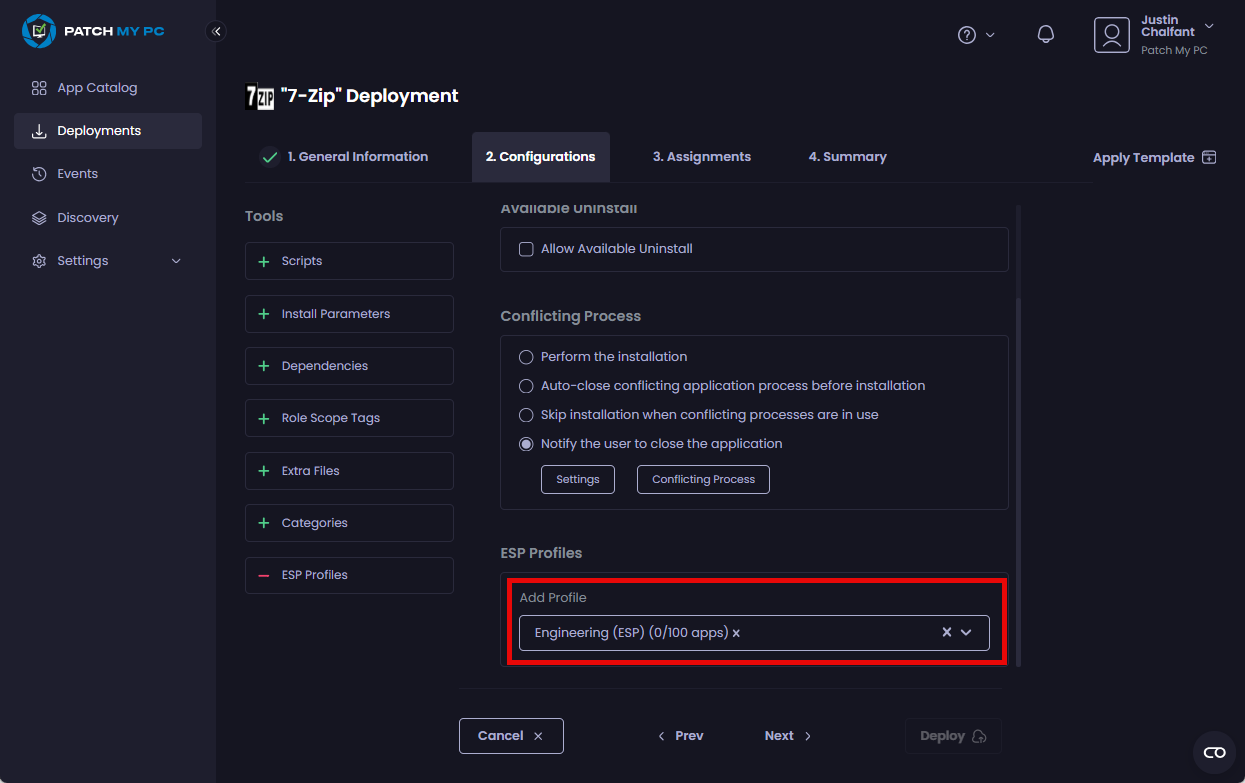 PATCH MY PC
Justin
Chalfant
Patch My PC
App Catalog
Deployments
Events
Discovery
Settings
7 ZIP "7-Zip" Deployment
1. General Information
2. Configurations
3. Assignments
4. Summary
Apply Template
Tools
Scripts
Install Parameters
Dependencies
Role Scope Tags
Extra Files
Categories
ESP Profiles
Available Uninstall
Allow Available Uninstall
Conflicting Process
Perform the installation
Auto-close conflicting application process before installation
Skip installation when conflicting processes are in use
Notify the user to close the application
Settings
Conflicting Process
ESP Profiles
Add Profile
Engineering (ESP) (0/100 apps) x
Cancel
Prev
Next
Deploy